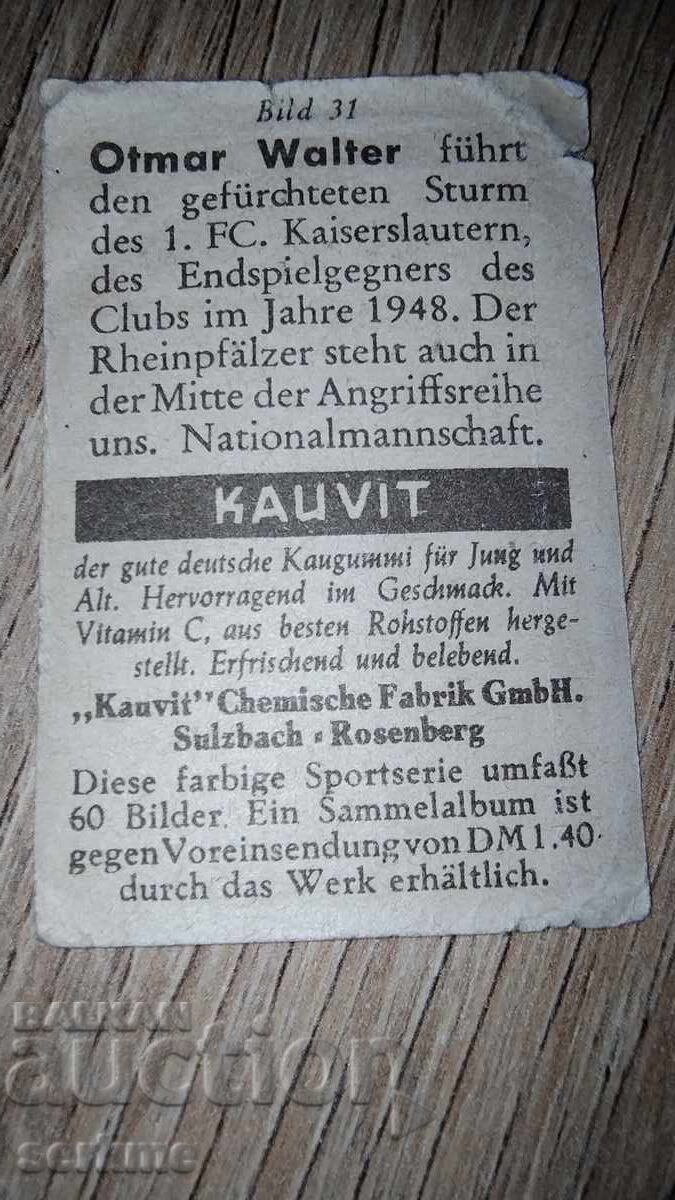 Bild 31
Otmar Walter führt
den gefürchteten Sturm
des 1. FC. Kaiserslautern,
des Endspielgegners des
Clubs im Jahre 1948. Der
Rheinpfälzer steht auch in
der Mitte der Angriffsreihe
uns. Nationalmannschaft.
KAUVIT
der gute deutsche Kaugummi für Jung und
Alt. Hervorragend im Geschmack. Mit
Vitamin C, aus besten Rohstoffen herge-
stellt. Erfrischend und belebend.
„Kauvit" Chemische Fabrik GmbH.
Sulzbach-Rosenberg
Diese farbige Sportserie umfaßt
60 Bilder. Ein Sammelalbum ist
gegen Voreinsendung von DM 1.40
durch das Werk erhältlich.
BALKAN
auction
sertume